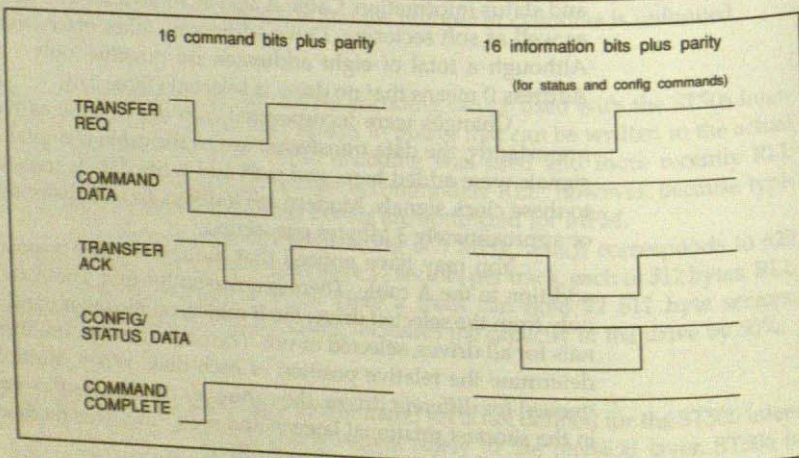 16 command bits plus parity
16 information bits plus parity
(for status and config commands)
TRANSFER
REQ
COMMAND
DATA
TRANSFER
ACK
CONFIG/
STATUS DATA
COMMAND
COMPLETE